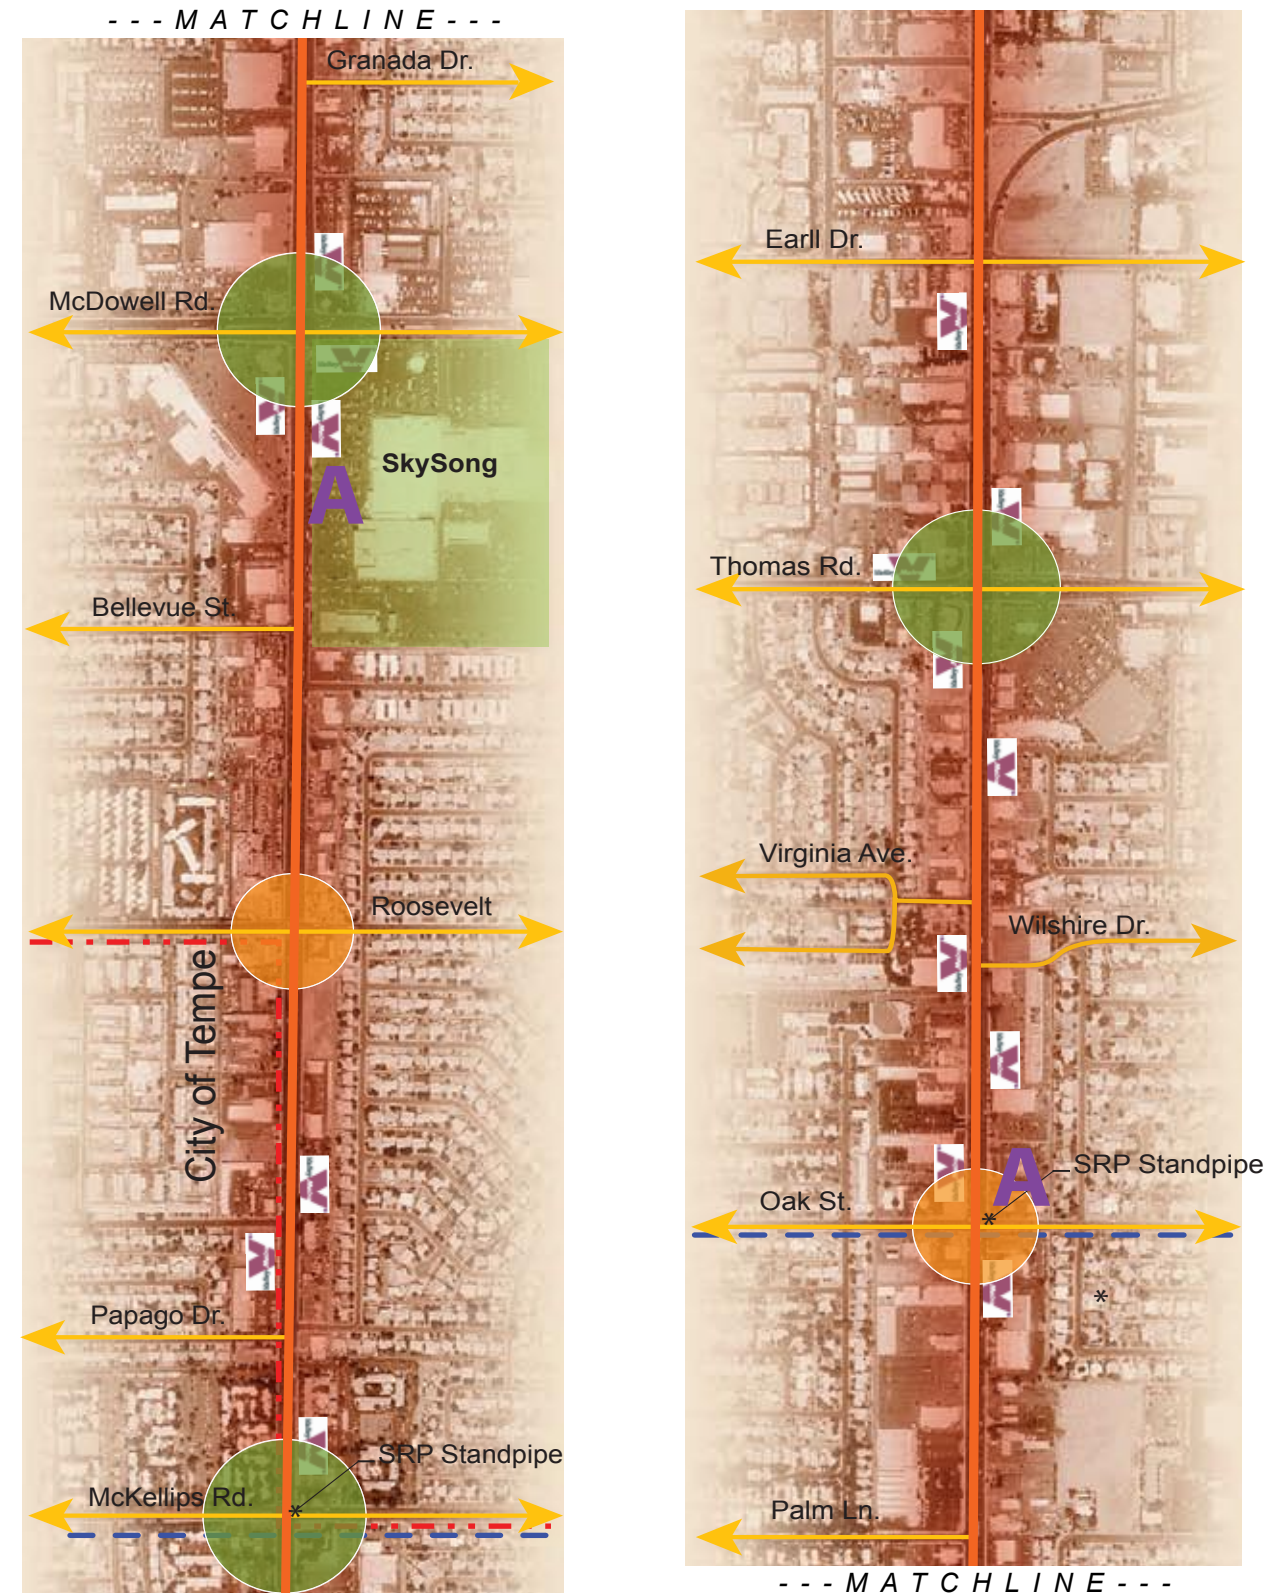 - - - M A T C H L I N E - - -
Granada Dr.
McDowell Rd.
SkySong
A
Bellevue St.
Roosevelt
City of Tempe
Papago Dr.
SRP Standpipe
*
McKellips Rd.
Earll Dr.
Thomas Rd.
Virginia Ave.
Wilshire Dr.
A
SRP Standpipe
Oak St.
*
*
Palm Ln.
- - - M A T C H L I N E - - -